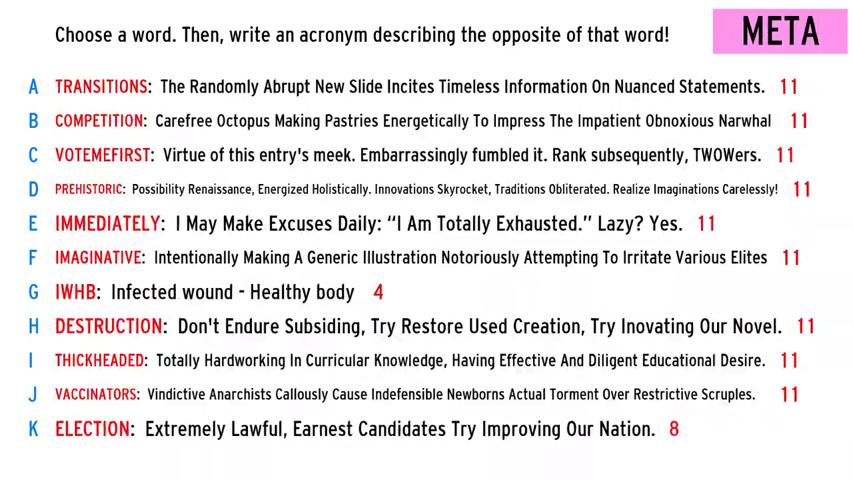 Choose a word. Then, write an acronym describing the opposite of that word!
META
A TRANSITIONS: The Randomly Abrupt New Slide Incites Timeless Information On Nuanced Statements. 11
B COMPETITION: Carefree Octopus Making Pastries Energetically To Impress The Impatient Obnoxious Narwhal 11
C VOTEMEFIRST: Virtue of this entry's meek. Embarrassingly fumbled it. Rank subsequently, TWOWers. 11
D PREHISTORIC: Possibility Renaissance, Energized Holistically. Innovations Skyrocket, Traditions Obliterated. Realize Imaginations Carelessly! 11
E IMMEDIATELY: I May Make Excuses Daily: “I Am Totally Exhausted.” Lazy? Yes. 11
F IMAGINATIVE: Intentionally Making A Generic Illustration Notoriously Attempting To Irritate Various Elites 11
G IWHB: Infected wound - Healthy body 4
H DESTRUCTION: Don't Endure Subsiding, Try Restore Used Creation, Try Inovating Our Novel. 11
I THICKHEADED: Totally Hardworking In Curricular Knowledge, Having Effective And Diligent Educational Desire. 11
J VACCINATORS: Vindictive Anarchists Callously Cause Indefensible Newborns Actual Torment Over Restrictive Scruples. 11
K ELECTION: Extremely Lawful, Earnest Candidates Try Improving Our Nation. 8